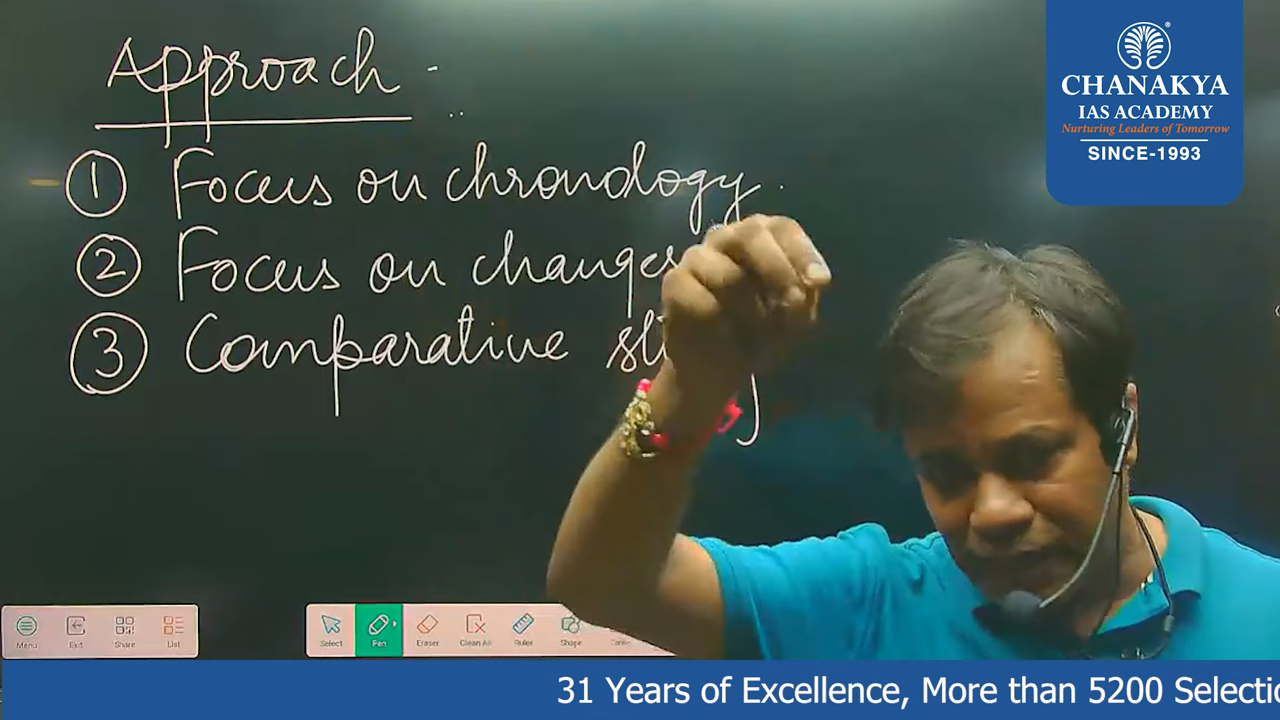 Approach -
① Focus on chronology.
② Focus on changes
③ Comparative
CHANAKYA
IAS ACADEMY
Nurturing Leaders of Tomorrow
SINCE-1993
Menu Exit Share List Select Pen Eraser Clean All Ruler Shape
31 Years of Excellence, More than 5200 Selectio